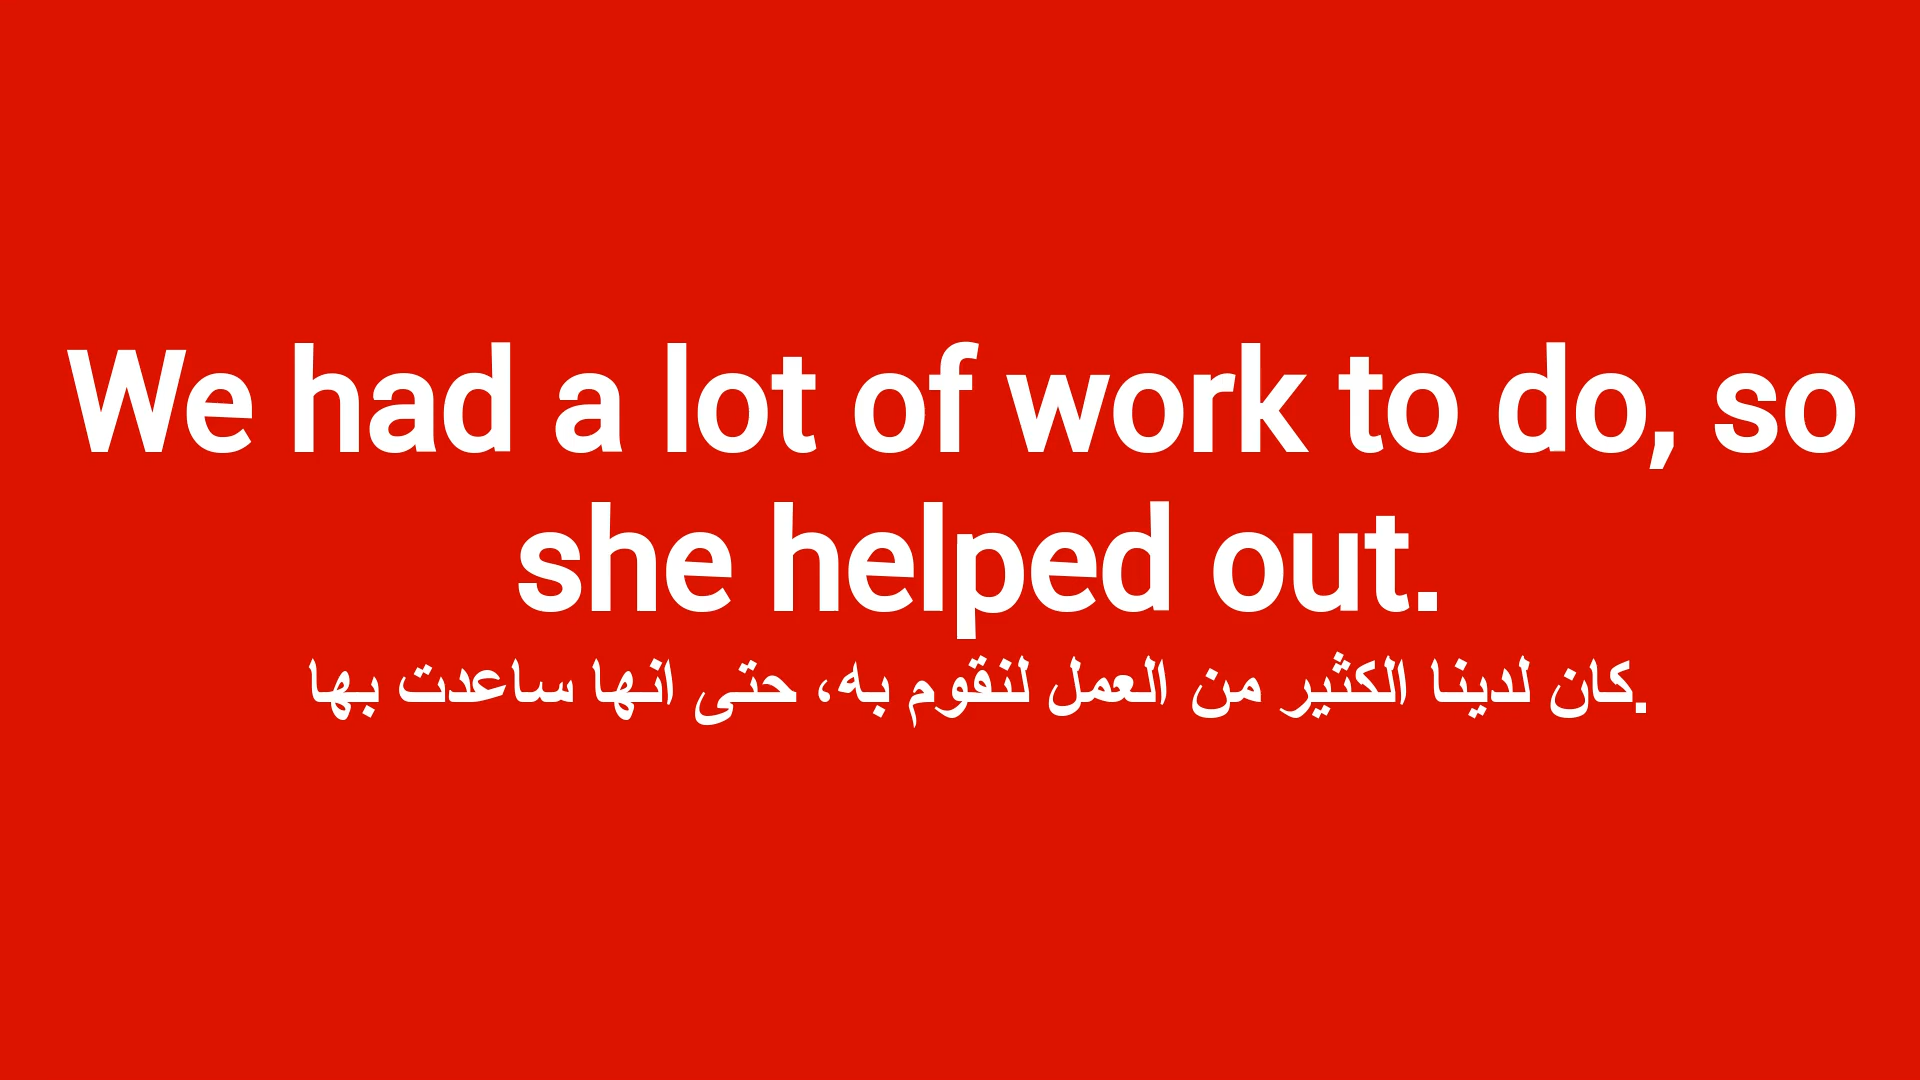 We had a lot of work to do, so
she helped out.
كان لدينا الكثير من العمل لنقوم به، حتى انها ساعدت بها.